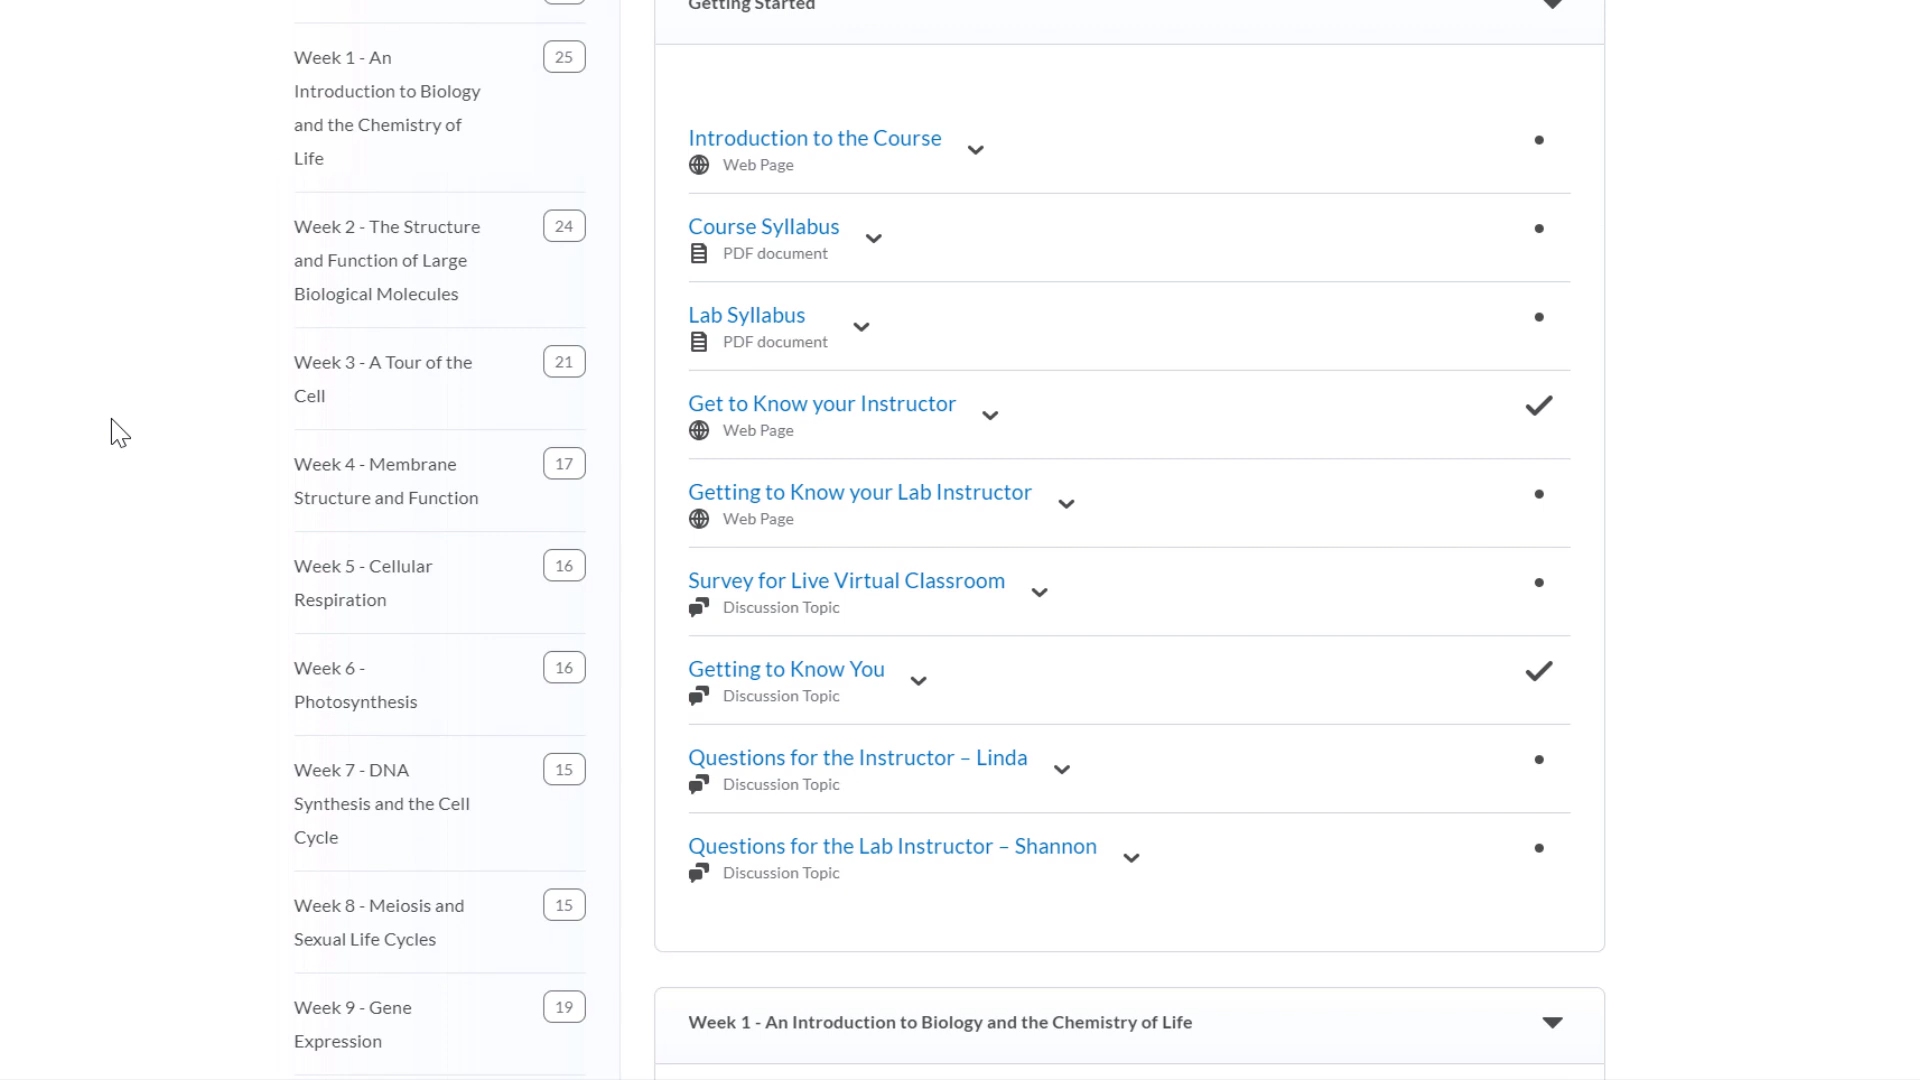 Week 1 - An
Introduction to Biology
and the Chemistry of
Life
25
Week 2 - The Structure
and Function of Large
Biological Molecules
24
Week 3 - A Tour of the
Cell
21
Week 4 - Membrane
Structure and Function
17
Week 5 - Cellular
Respiration
16
Week 6 -
Photosynthesis
16
Week 7 - DNA
Synthesis and the Cell
Cycle
15
Week 8 - Meiosis and
Sexual Life Cycles
15
Week 9 - Gene
Expression
19
Getting Started
Introduction to the Course
Web Page
Course Syllabus
PDF document
Lab Syllabus
PDF document
Get to Know your Instructor
Web Page
Getting to Know your Lab Instructor
Web Page
Survey for Live Virtual Classroom
Discussion Topic
Getting to Know You
Discussion Topic
Questions for the Instructor – Linda
Discussion Topic
Questions for the Lab Instructor – Shannon
Discussion Topic
Week 1 - An Introduction to Biology and the Chemistry of Life